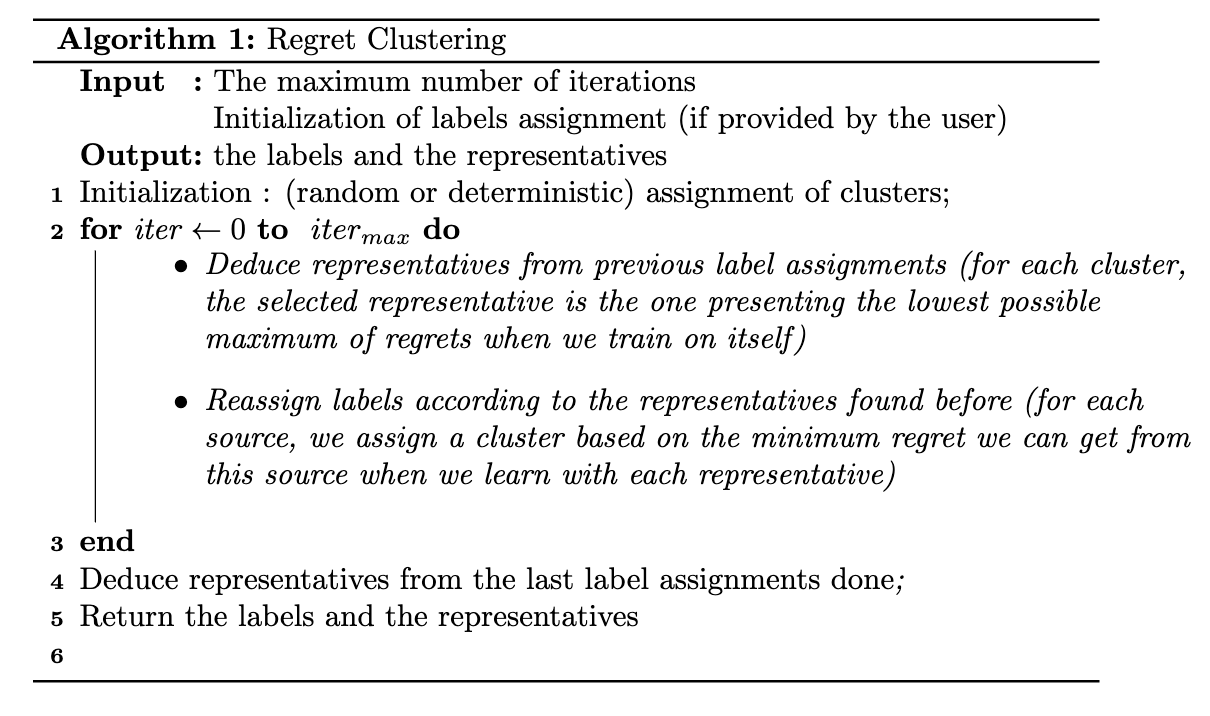 Algorithm 1: Regret Clustering
Input : The maximum number of iterations
Initialization of labels assignment (if provided by the user)
Output: the labels and the representatives
1 Initialization : (random or deterministic) assignment of clusters;
2 for iter ← 0 to iter_max do
• Deduce representatives from previous label assignments (for each cluster,
the selected representative is the one presenting the lowest possible
maximum of regrets when we train on itself)
• Reassign labels according to the representatives found before (for each
source, we assign a cluster based on the minimum regret we can get from
this source when we learn with each representative)
3 end
4 Deduce representatives from the last label assignments done;
5 Return the labels and the representatives
6